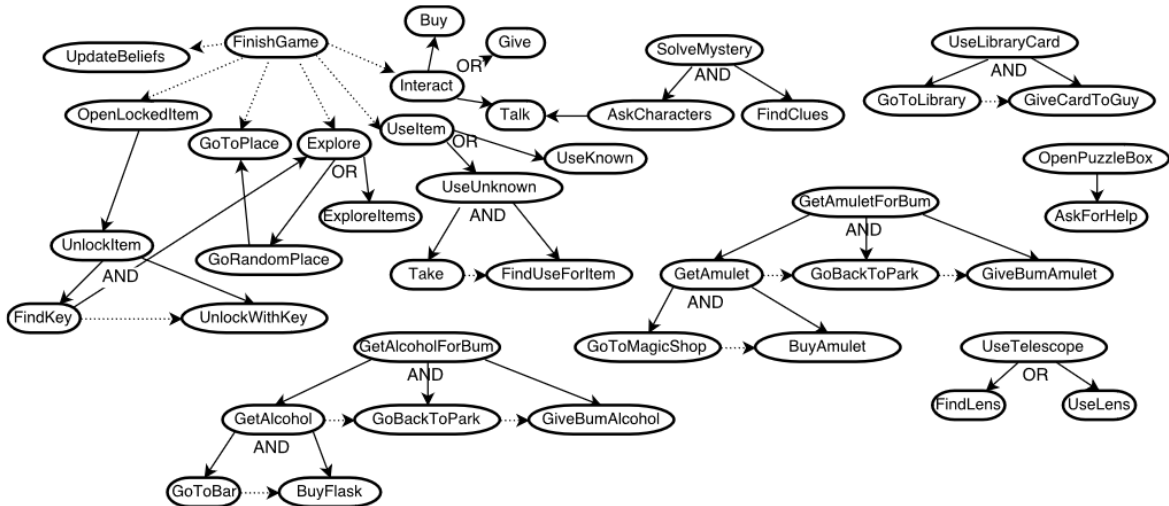 Buy
FinishGame
Give
UpdateBeliefs
SolveMystery
UseLibraryCard
OR
AND
AND
Interact
GoToLibrary
GiveCardToGuy
OpenLockedItem
Talk
AskCharacters
FindClues
GoToPlace
Explore
UseItem
OR
OR
UseKnown
OpenPuzzleBox
UseUnknown
GetAmuletForBum
AND
ExploreItems
AskForHelp
AND
UnlockItem
GoRandomPlace
Take
FindUseForItem
GetAmulet
GoBackToPark
GiveBumAmulet
AND
AND
FindKey
UnlockWithKey
GetAlcoholForBum
GoToMagicShop
BuyAmulet
UseTelescope
AND
OR
FindLens
UseLens
GetAlcohol
GoBackToPark
GiveBumAlcohol
AND
GoToBar
BuyFlask